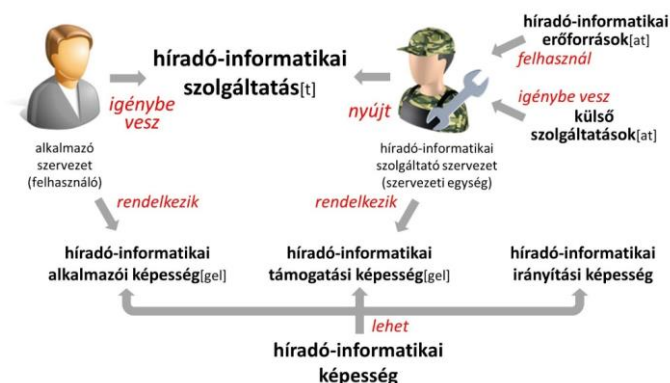 híradó-informatikai
szolgáltatás[t]
igénybe
vesz
nyújt
híradó-informatikai
erőforrások[at]
felhasznál
igénybe vesz
külső
szolgáltatások[at]
alkalmazó
szervezet
(felhasználó)
híradó-informatikai
szolgáltató szervezet
(szervezeti egység)
rendelkezik
rendelkezik
híradó-informatikai
alkalmazói képesség[gel]
híradó-informatikai
támogatási képesség[gel]
híradó-informatikai
irányítási képesség
lehet
híradó-informatikai
képesség